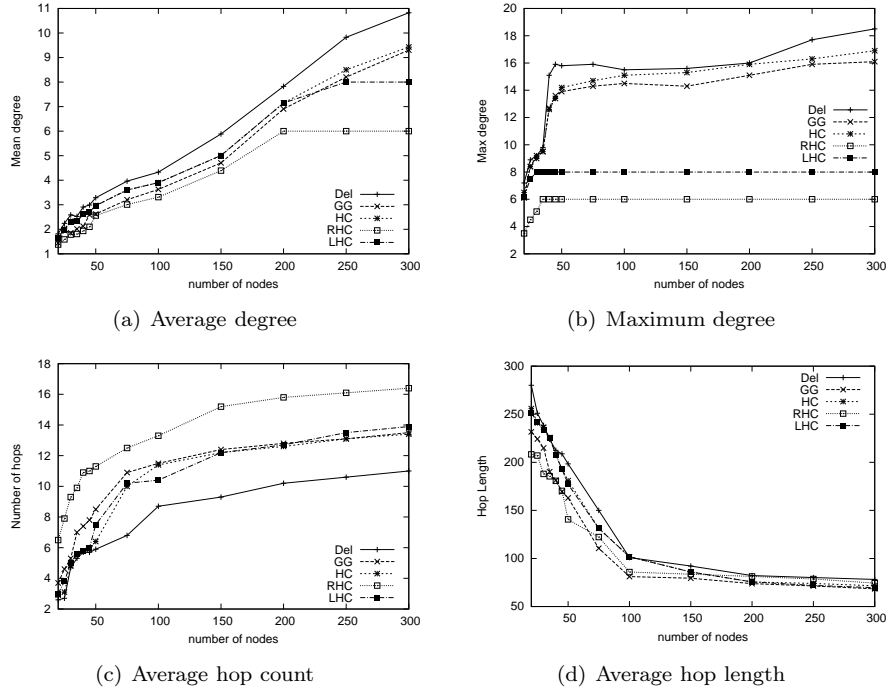 11
10
9
8
7
6
5
4
3
2
1
Mean degree
Del
GG
HC
RHC
LHC
50
100
150
200
250
300
number of nodes
(a) Average degree
20
18
16
14
12
10
8
6
4
2
Max degree
Del
GG
HC
RHC
LHC
50
100
150
200
250
300
number of nodes
(b) Maximum degree
18
16
14
12
10
8
6
4
2
Number of hops
Del
GG
HC
RHC
LHC
50
100
150
200
250
300
number of nodes
(c) Average hop count
300
250
200
150
100
50
Hop Length
Del
GG
HC
RHC
LHC
50
100
150
200
250
300
number of nodes
(d) Average hop length